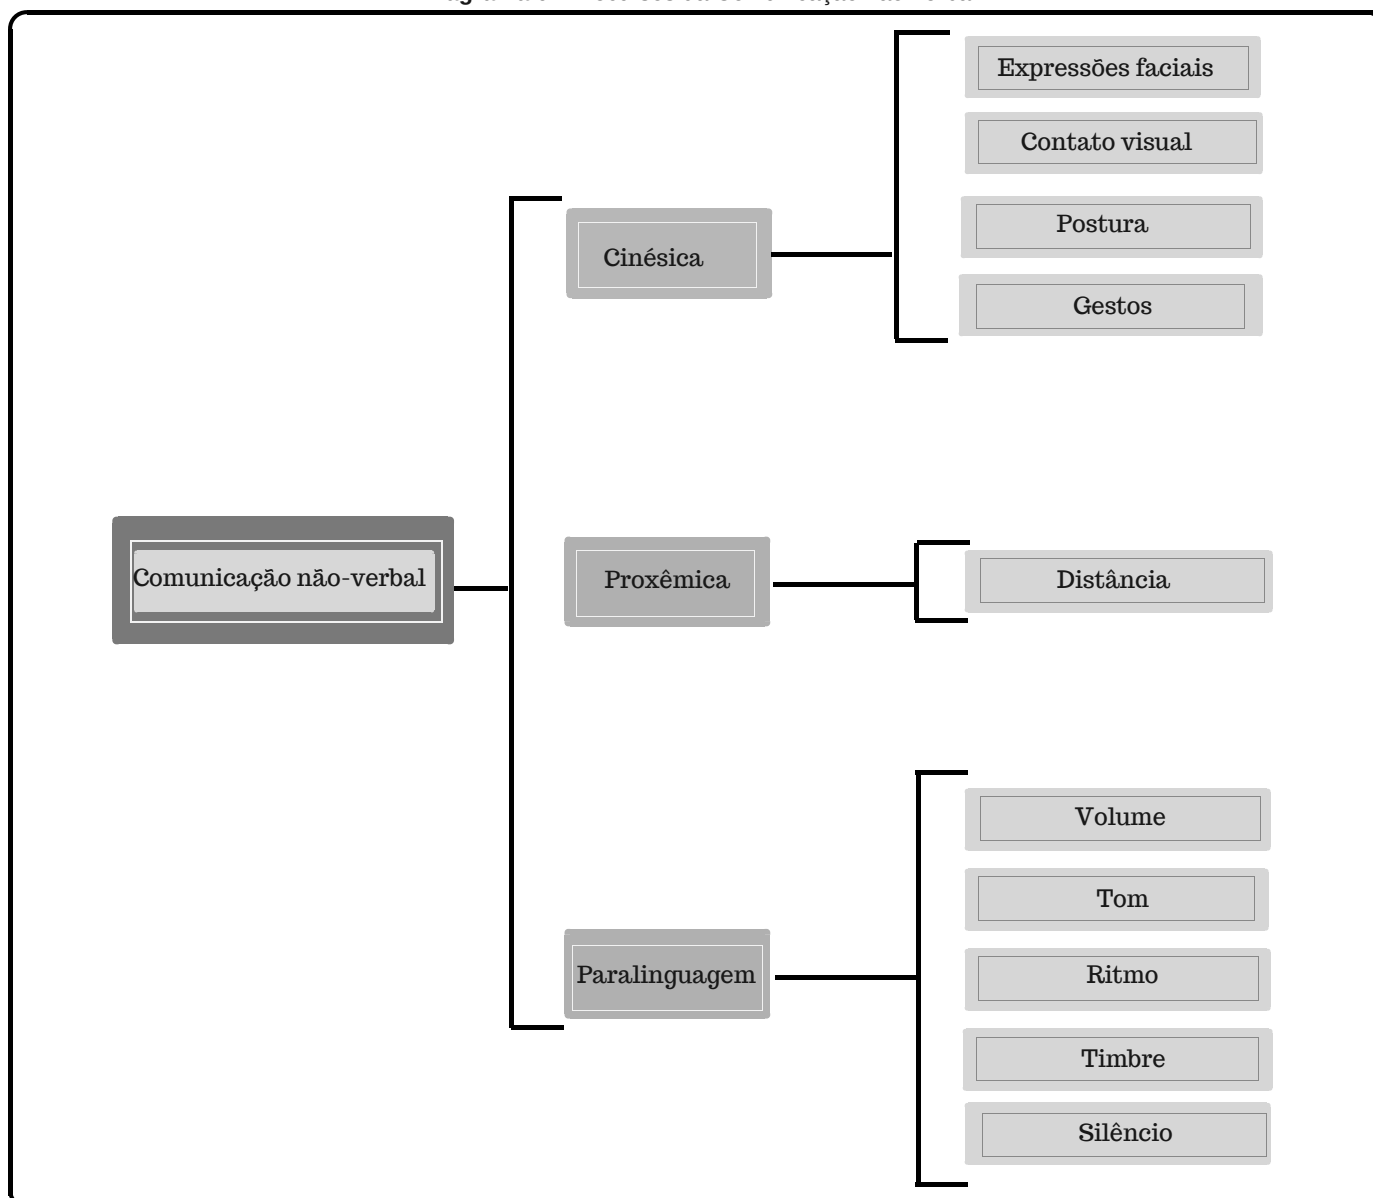 Expressões faciais
Contato visual
Postura
Gestos
Cinésica
Comunicação não-verbal
Proxêmica
Distância
Volume
Tom
Ritmo
Timbre
Silêncio
Paralinguagem